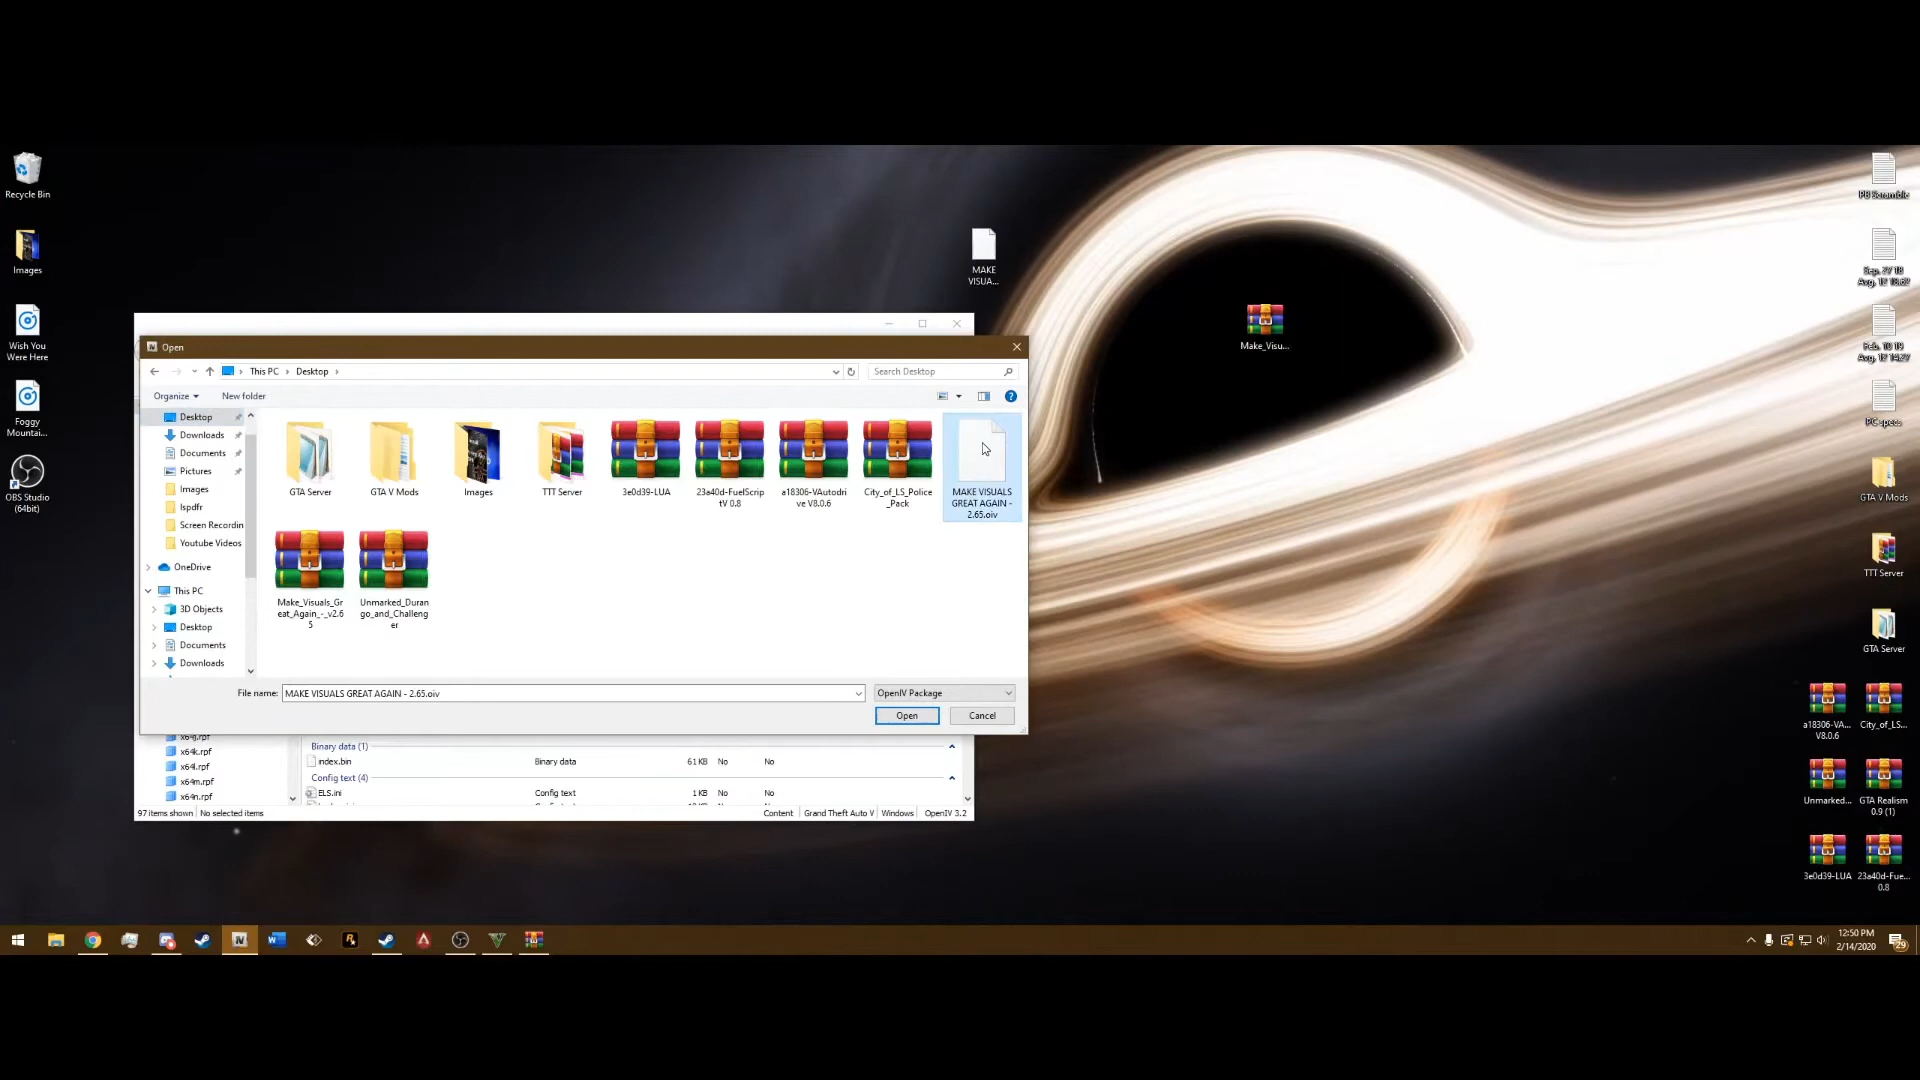 Recycle Bin
Images
Wish You
Were Here
Foggy
Mountai...
OBS Studio
(64bit)
MAKE
VISUA...
Make_Visu...
PB Scramble
GTA V Mods
TTT Server
GTA Server
a18306-VA...
V8.0.6
City_of_LS...
Unmarked...
GTA Realism
0.9 (1)
3e0d39-LUA
23a40d-Fue...
0.8
PC specs
Open
This PC
Desktop
Search Desktop
Organize
New folder
Desktop
Downloads
Documents
Pictures
Images
lspdfr
Screen Recordin
Youtube Videos
OneDrive
This PC
3D Objects
Desktop
Documents
Downloads
GTA Server
GTA V Mods
Images
TTT Server
3e0d39-LUA
23a40d-FuelScrip
tV 0.8
a18306-VAutodri
ve V8.0.6
City_of_LS_Police
_Pack
MAKE VISUALS
GREAT AGAIN -
2.65.oiv
Make_Visuals_Gr
eat_Again_-_v2.6
5
Unmarked_Duran
go_and_Challeng
er
File name:
MAKE VISUALS GREAT AGAIN - 2.65.oiv
OpenIV Package
Open
Cancel
x64k.rpf
x64l.rpf
x64m.rpf
x64n.rpf
Binary data (1)
index.bin
Binary data
61 KB
No
No
Config text (4)
ELS.ini
Config text
1 KB
No
No
97 items shown
No selected items
Content
Grand Theft Auto V
Windows
OpenIV 3.2
12:50 PM
2/14/2020
29